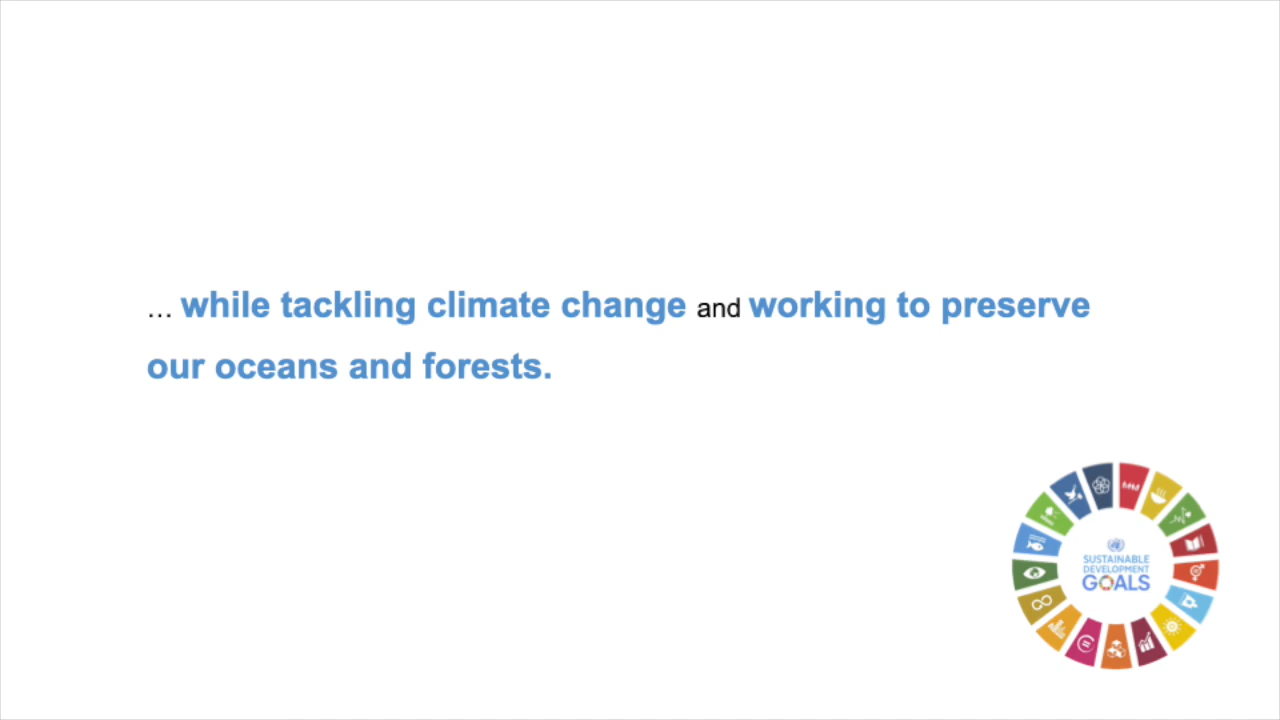 … while tackling climate change and working to preserve
our oceans and forests.
SUSTAINABLE
DEVELOPMENT
GOALS